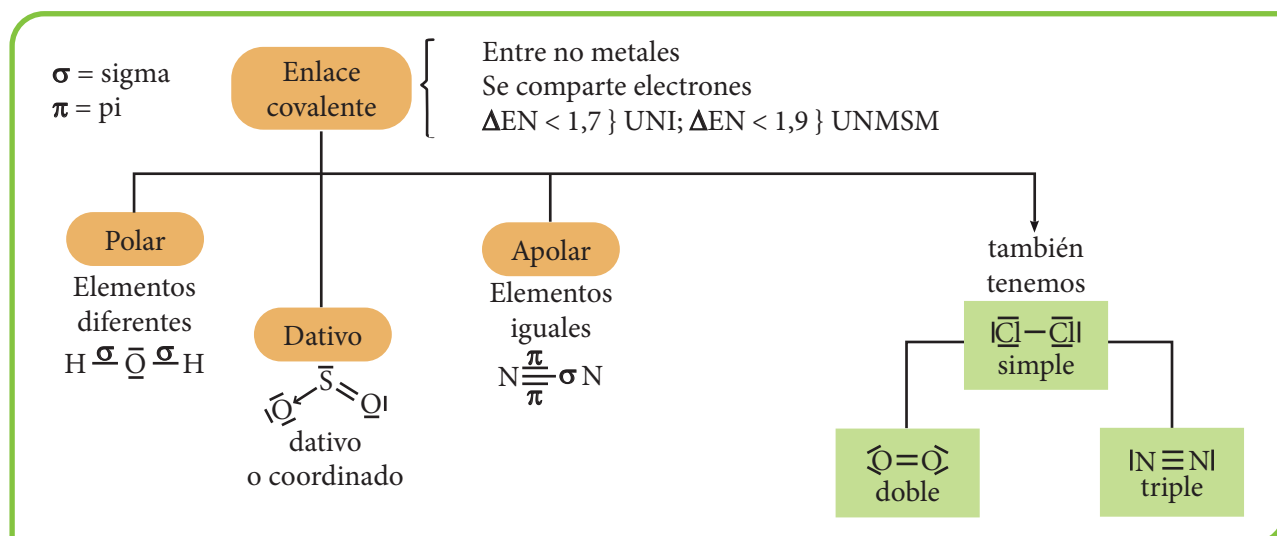 σ = sigma
π = pi
Enlace
covalente
Entre no metales
Se comparte electrones
ΔEN < 1,7 } UNI; ΔEN < 1,9 } UNMSM
Polar
Elementos
diferentes
H σ O σ H
Dativo
S
O O
dativo
o coordinado
Apolar
Elementos
iguales
π
N≡σ N
π
también
tenemos
Cl — Cl
simple
O = O
doble
N ≡ N
triple